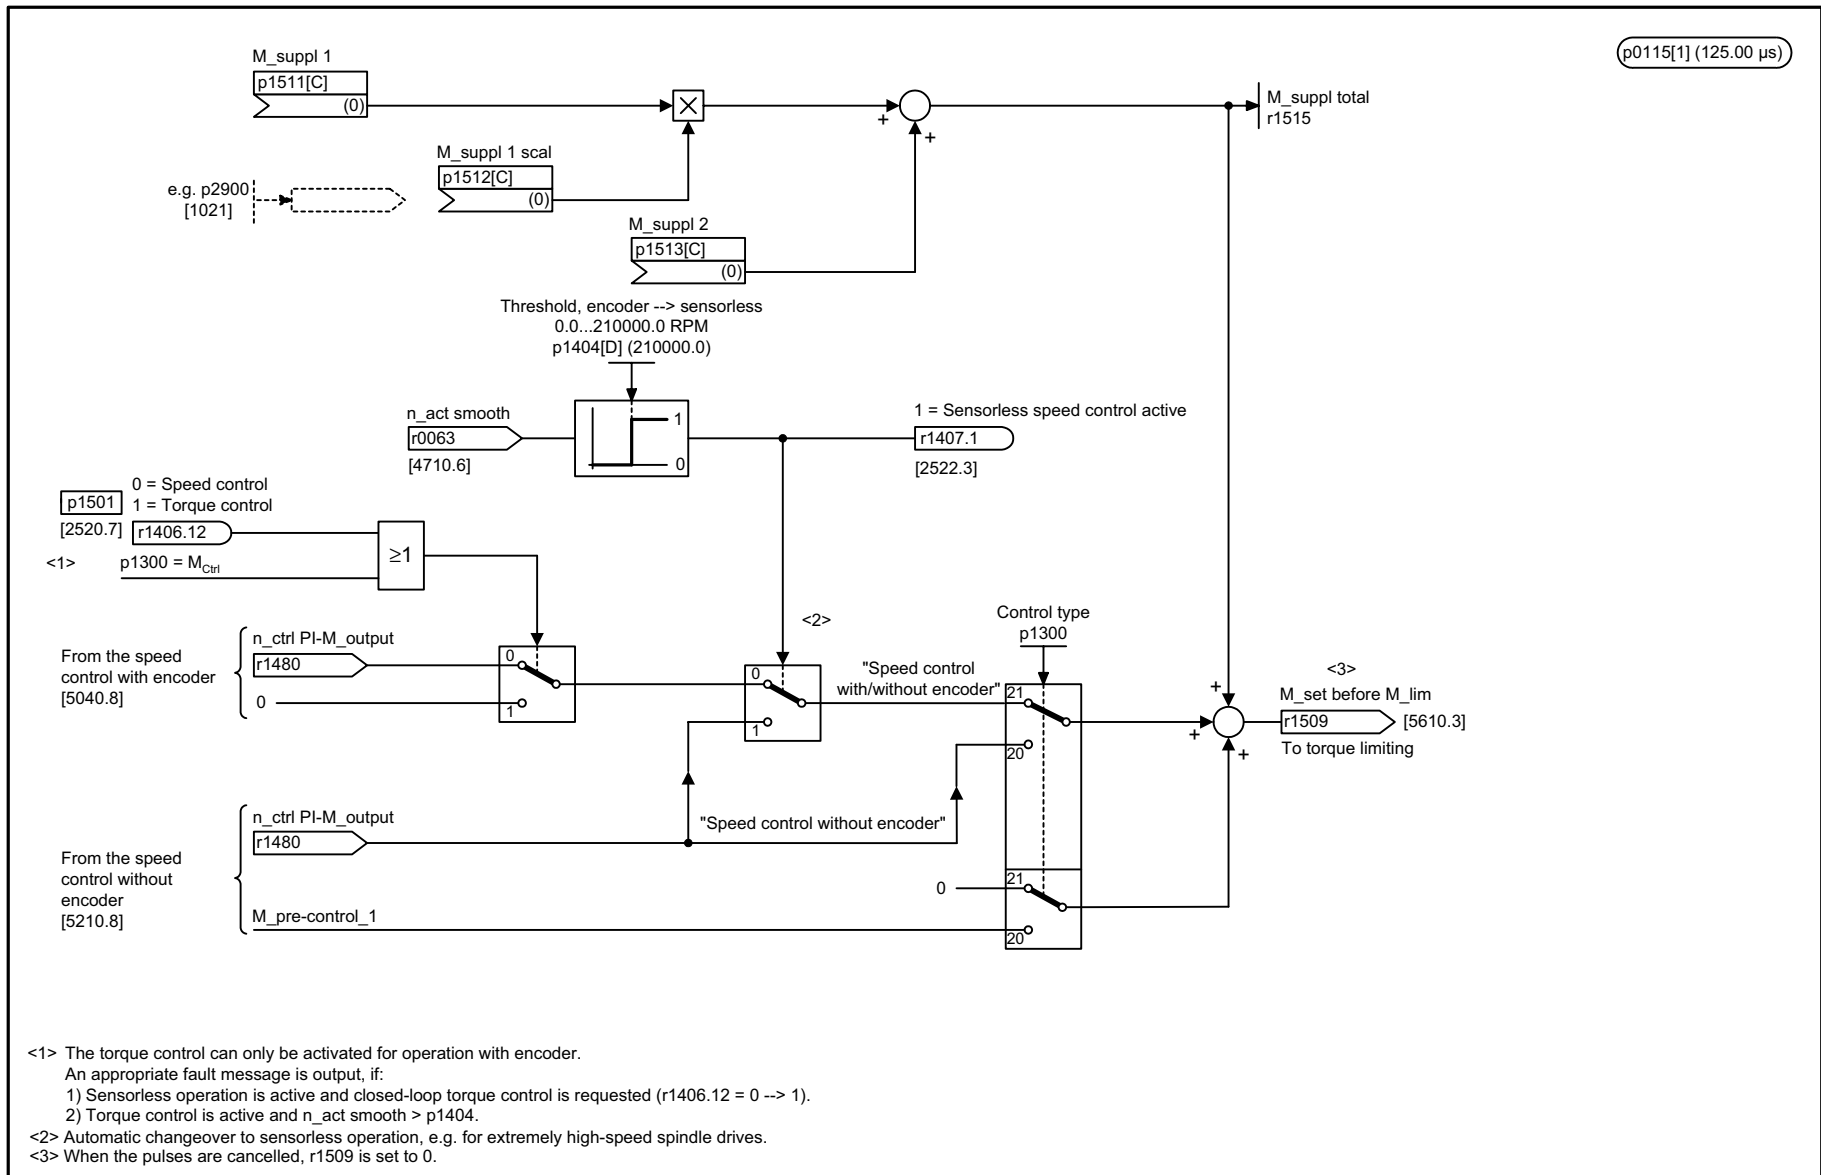 p0115[1] (125.00 µs)
M_suppl 1
p1511[C]
(0)
M_suppl total
r1515
+
+
M_suppl 1 scal
p1512[C]
(0)
e.g. p2900
[1021]
M_suppl 2
p1513[C]
(0)
Threshold, encoder --> sensorless
0.0...210000.0 RPM
p1404[D] (210000.0)
n_act smooth
r0063
[4710.6]
1
0
1 = Sensorless speed control active
r1407.1
[2522.3]
0 = Speed control
p1501
1 = Torque control
[2520.7]
r1406.12
≥1
<1>
p1300 = MCtrl
<2>
Control type
p1300
From the speed
control with encoder
[5040.8]
n_ctrl PI-M_output
r1480
0
0
1
0
1
"Speed control
with/without encoder"
21
20
<3>
M_set before M_lim
r1509
[5610.3]
To torque limiting
+
+
+
n_ctrl PI-M_output
r1480
"Speed control without encoder"
From the speed
control without
encoder
[5210.8]
0
21
20
M_pre-control_1
<1> The torque control can only be activated for operation with encoder.
An appropriate fault message is output, if:
1) Sensorless operation is active and closed-loop torque control is requested (r1406.12 = 0 --> 1).
2) Torque control is active and n_act smooth > p1404.
<2> Automatic changeover to sensorless operation, e.g. for extremely high-speed spindle drives.
<3> When the pulses are cancelled, r1509 is set to 0.